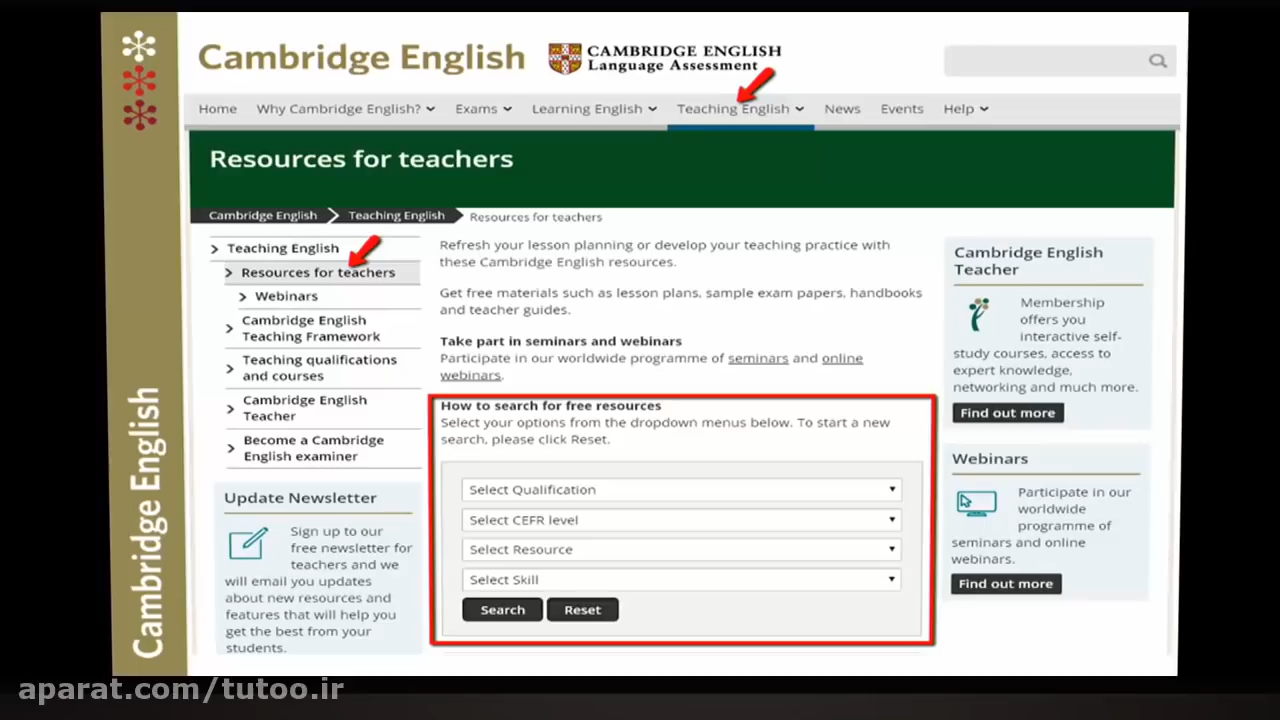 Cambridge English
Cambridge English
CAMBRIDGE ENGLISH
Language Assessment
Home
Why Cambridge English?
Exams
Learning English
Teaching English
News
Events
Help
Resources for teachers
Cambridge English
Teaching English
Resources for teachers
Teaching English
Resources for teachers
Webinars
Cambridge English
Teaching Framework
Teaching qualifications
and courses
Cambridge English
Teacher
Become a Cambridge
English examiner
Update Newsletter
Sign up to our
free newsletter for
teachers and we
will email you updates
about new resources and
features that will help you
get the best from your
students.
Refresh your lesson planning or develop your teaching practice with
these Cambridge English resources.
Get free materials such as lesson plans, sample exam papers, handbooks
and teacher guides.
Take part in seminars and webinars
Participate in our worldwide programme of seminars and online
webinars.
How to search for free resources
Select your options from the dropdown menus below. To start a new
search, please click Reset.
Select Qualification
Select CEFR level
Select Resource
Select Skill
Search
Reset
Cambridge English
Teacher
Membership
offers you
interactive self-
study courses, access to
expert knowledge,
networking and much more.
Find out more
Webinars
Participate in our
worldwide
programme of
seminars and online
webinars.
Find out more
aparat.com/tutoo.ir